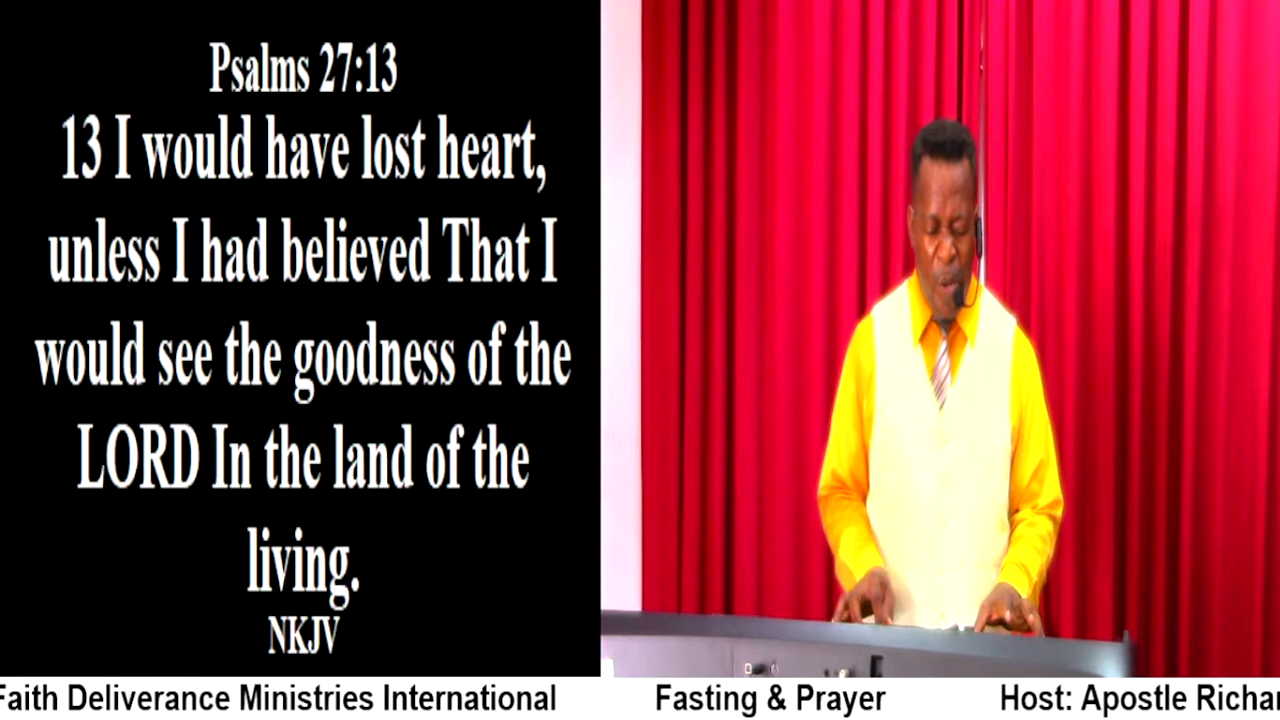 Psalms 27:13
13 I would have lost heart,
unless I had believed That I
would see the goodness of the
LORD In the land of the
living.
NKJV
Faith Deliverance Ministries International Fasting & Prayer Host: Apostle Richar